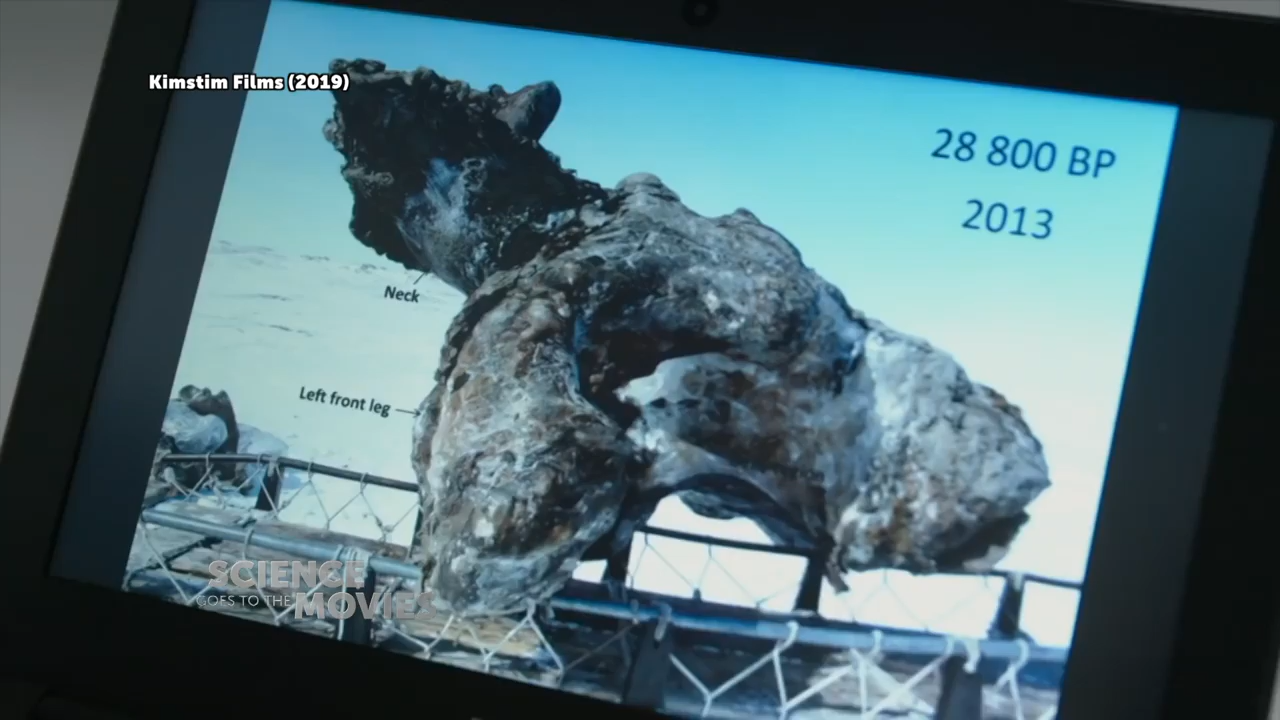 Kimstim Films (2019)
28 800 BP
2013
Neck
Left front leg
SCIENCE
GOES TO THE MOVIES